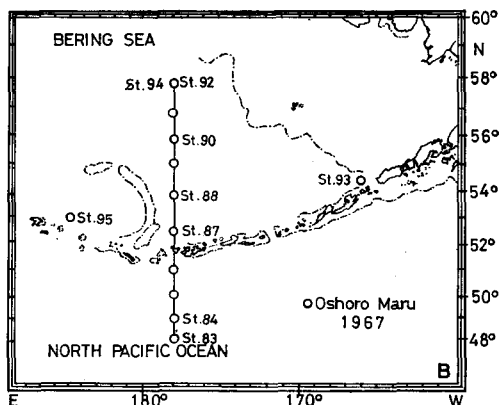 60°
BERING SEA
N
St.94 St.92
58°
St.90
56°
St.93
54°
St.88
St.95
St.87
52°
50°
Oshoro Maru
1967
St.84
St.83
48°
NORTH PACIFIC OCEAN
B
E 180° 170° W